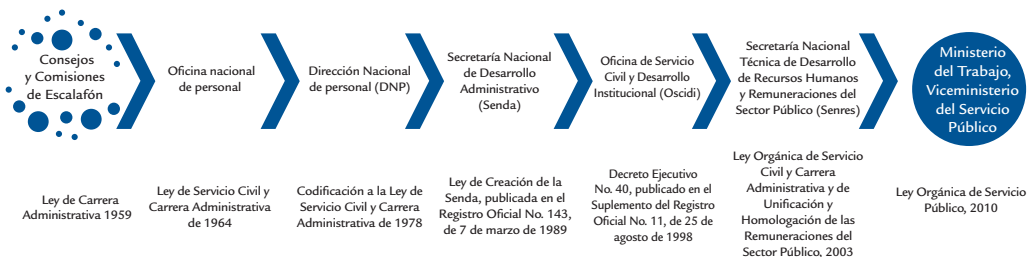 Consejos
y Comisiones
de Escalafón
Oficina nacional
de personal
Dirección Nacional
de personal (DNP)
Secretaría Nacional
de Desarrollo
Administrativo
(Senda)
Oficina de Servicio
Civil y Desarrollo
Institucional (Oscidi)
Secretaría Nacional
Técnica de Desarrollo
de Recursos Humanos
y Remuneraciones del
Sector Público (Senres)
Ministerio
del Trabajo,
Viceministerio
del Servicio
Público
Ley de Carrera
Administrativa 1959
Ley de Servicio Civil y
Carrera Administrativa
de 1964
Codificación a la Ley de
Servicio Civil y Carrera
Administrativa de 1978
Ley de Creación de la
Senda, publicada en el
Registro Oficial No. 143,
de 7 de marzo de 1989
Decreto Ejecutivo
No. 40, publicado en el
Suplemento del Registro
Oficial No. 11, de 25 de
agosto de 1998
Ley Orgánica de Servicio
Civil y Carrera
Administrativa y de
Unificación y
Homologación de las
Remuneraciones del
Sector Público, 2003
Ley Orgánica de Servicio
Público, 2010